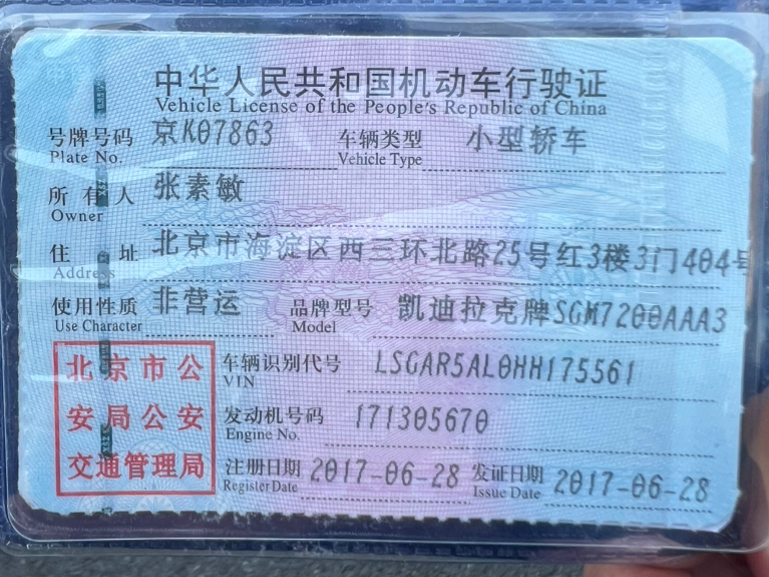 中华人民共和国机动车行驶证
Vehicle License of the People's Republic of China
号牌号码 京K07863 车辆类型 小型轿车
Plate No. Vehicle Type
所有人 张素敏
Owner
住址 北京市海淀区西三环北路25号红3楼3门404号
Address
使用性质 非营运 品牌型号 凯迪拉克牌SGM7200AAA3
Use Character Model
北京市公安局公安交通管理局
车辆识别代号 LSGAR5AL0HH175561
VIN
发动机号码 171305670
Engine No.
注册日期 2017-06-28 发证日期 2017-06-28
Register Date Issue Date